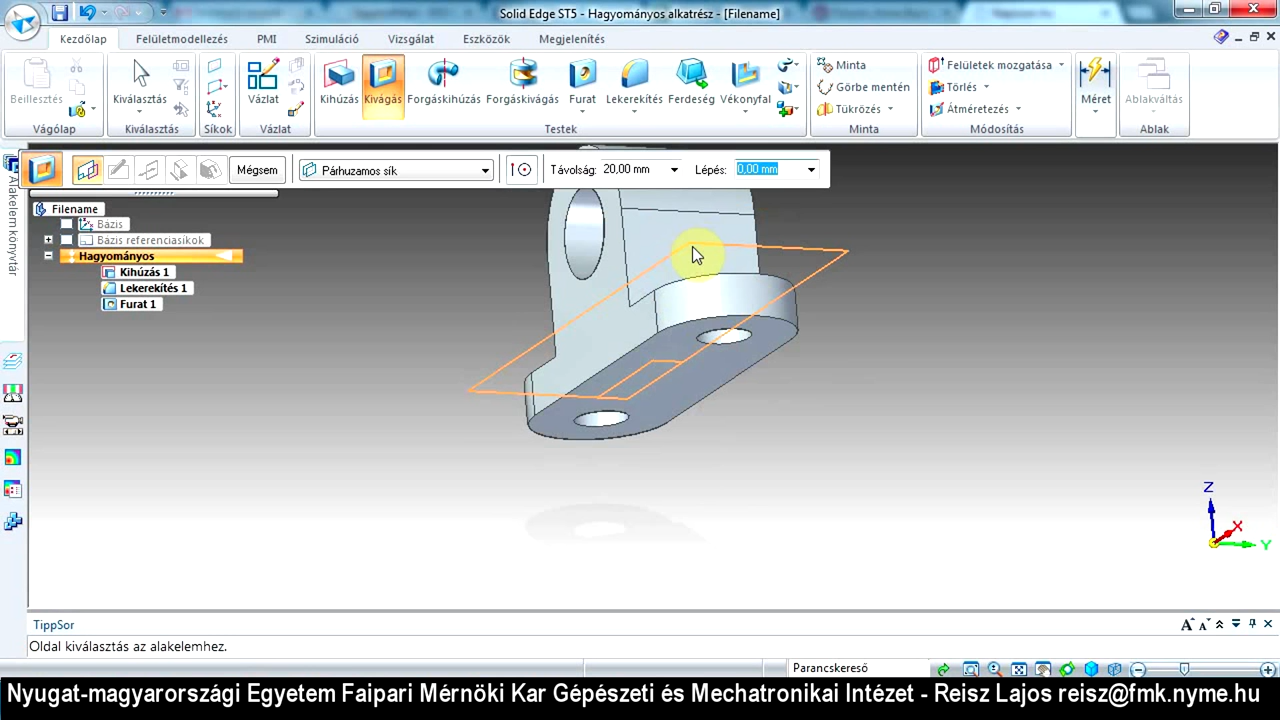 Solid Edge ST5 - Hagyományos alkatrész - [Filename]
Kezdőlap Felületmodellezés PMI Szimuláció Vizsgálat Eszközök Megjelenítés
Beillesztés Kiválasztás Vázlat Kihúzás Kivágás Forgáskihúzás Forgáskivágás Furat Lekerekítés Ferdeség Vékonyfal Minta Felületek mozgatása Méret Ablakváltás
Görbe mentén Törlés
Tükrözés Átméretezés
Vágólap Kiválasztás Síkok Vázlat Testek Minta Módosítás Ablak
Mégsem Párhuzamos sík Távolság: 20,00 mm Lépés: 0,00 mm
Alakelem könyvtár
Filename
Bázis
Bázis referenciasíkok
Hagyományos
Kihúzás 1
Lekerekítés 1
Furat 1
Z
X
Y
TippSor
Oldal kiválasztás az alakelemhez.
Parancskereső
Nyugat-magyarországi Egyetem Faipari Mérnöki Kar Gépészeti és Mechatronikai Intézet - Reisz Lajos reisz@fmk.nyme.hu